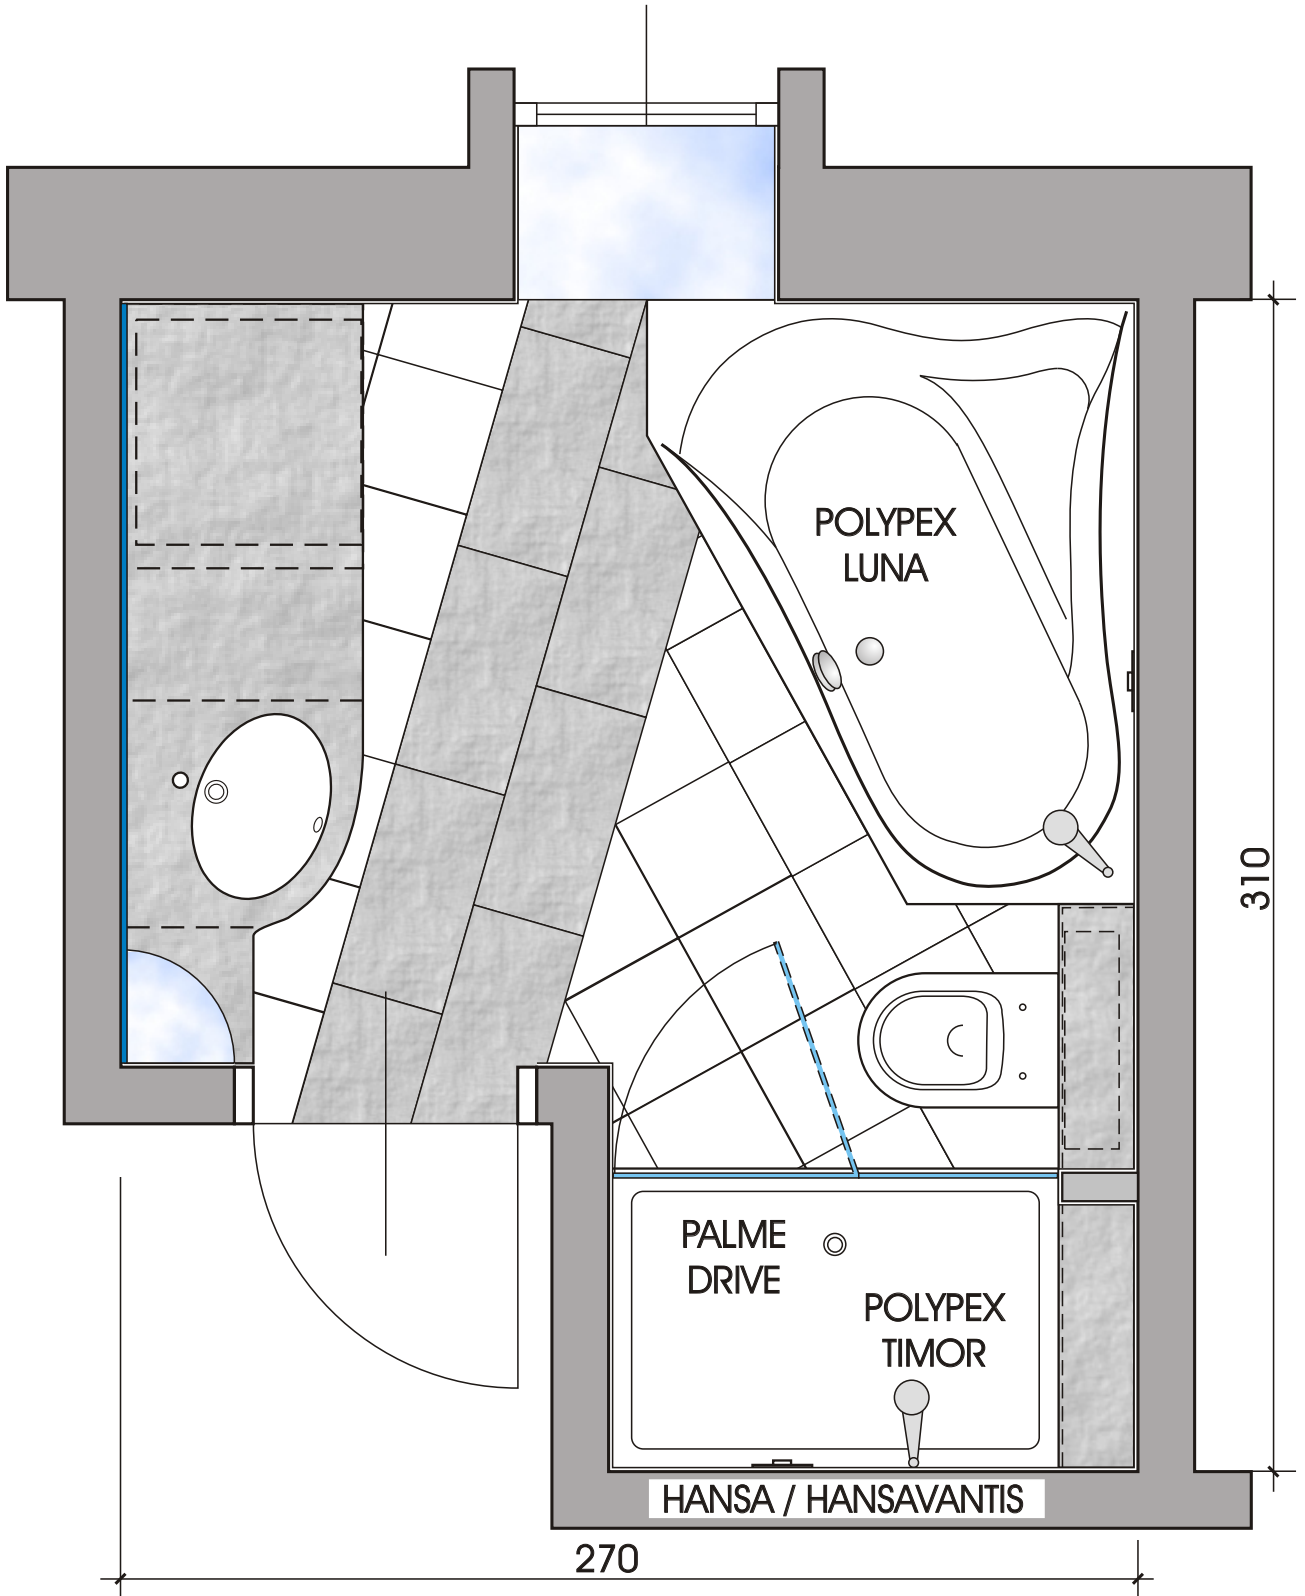 POLYPEX
LUNA
310
PALME
DRIVE
POLYPEX
TIMOR
HANSA / HANSAVANTIS
270